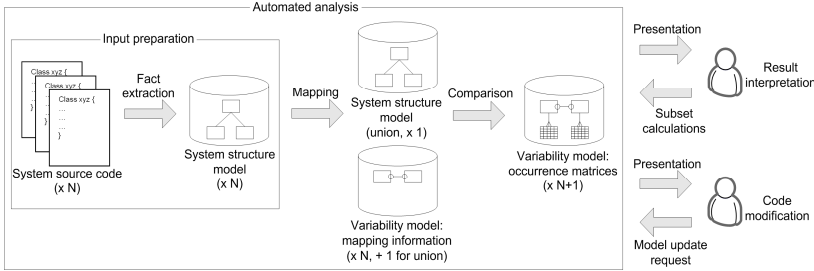 Automated analysis
Input preparation
Class xyz {
...
}
Class xyz {
...
}
Class xyz {
...
...
...
}
System source code
(x N)
Fact
extraction
System structure
model
(x N)
Mapping
System structure
model
(union, x 1)
Variability model:
mapping information
(x N, + 1 for union)
Comparison
Variability model:
occurrence matrices
(x N+1)
Presentation
Subset
calculations
Result
interpretation
Presentation
Model update
request
Code
modification